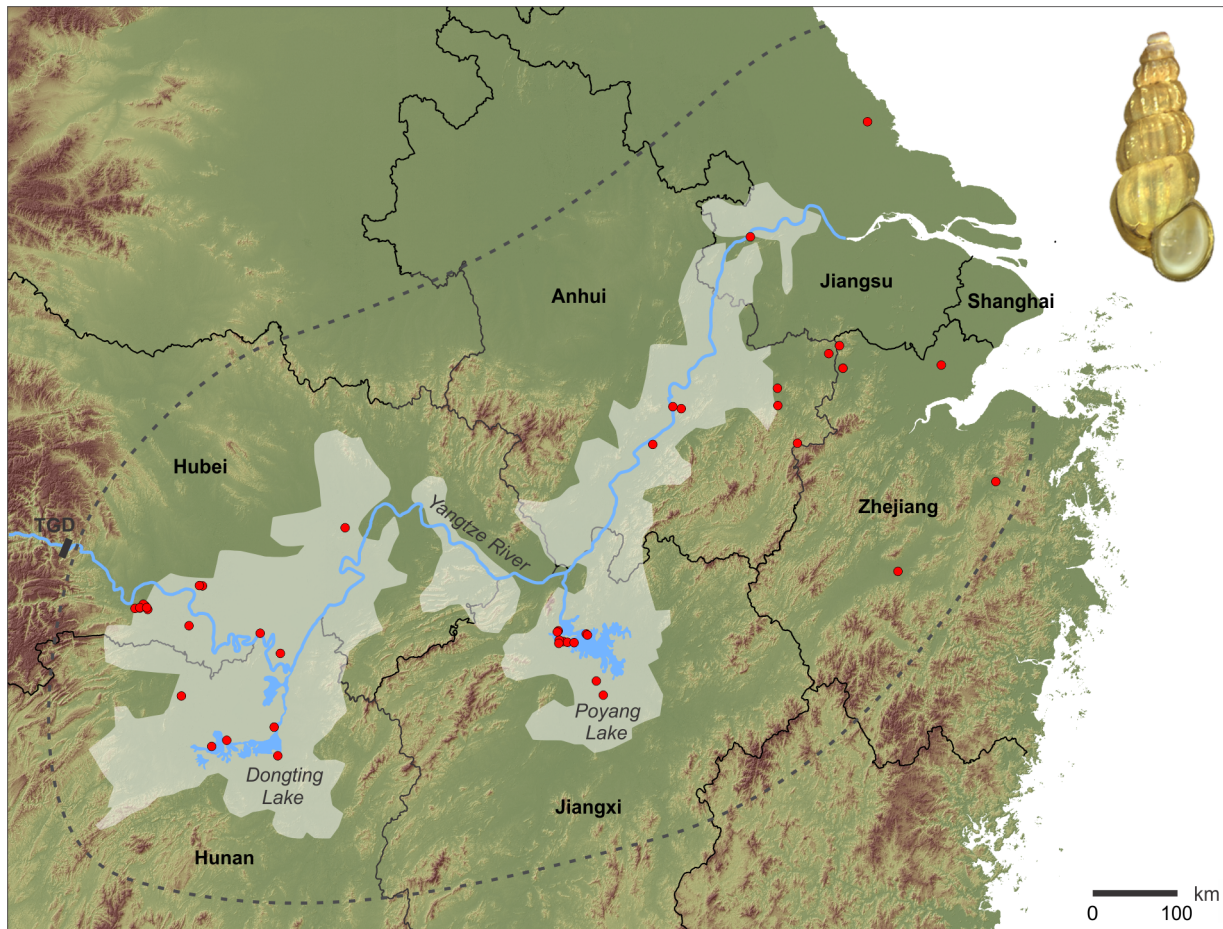 Anhui
Jiangsu
Shanghai
Hubei
Yangtze River
Zhejiang
TGD
Poyang
Lake
Dongting
Lake
Jiangxi
Hunan
km
0 100